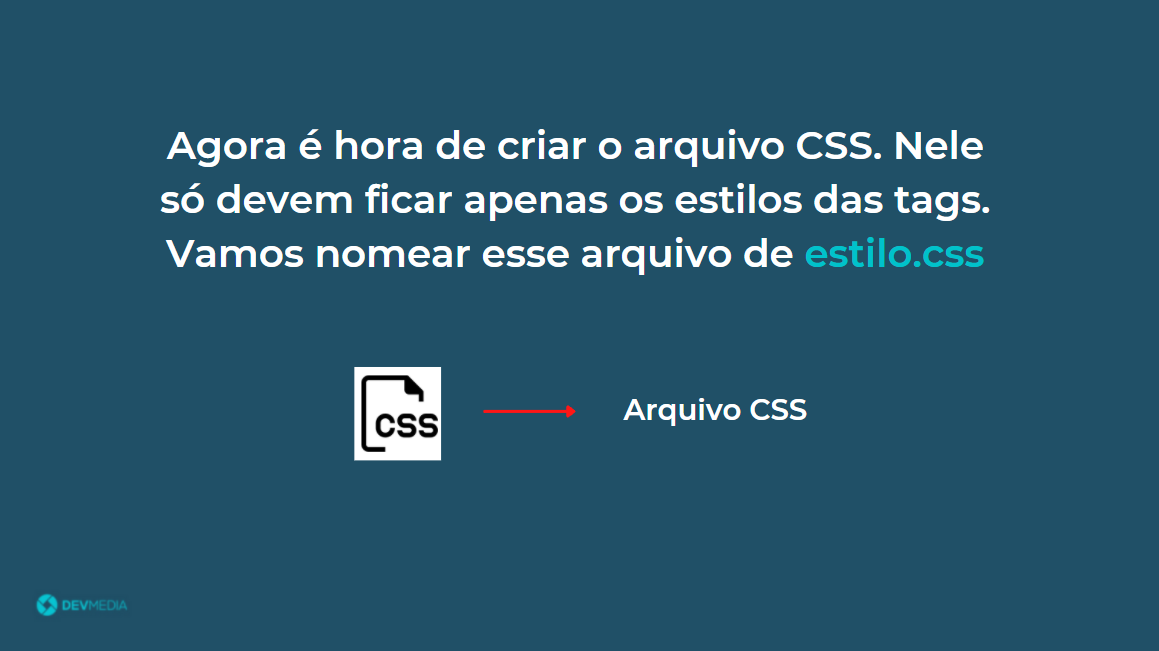 Agora é hora de criar o arquivo CSS. Nele
só devem ficar apenas os estilos das tags.
Vamos nomear esse arquivo de estilo.css
CSS
Arquivo CSS
DEVMEDIA